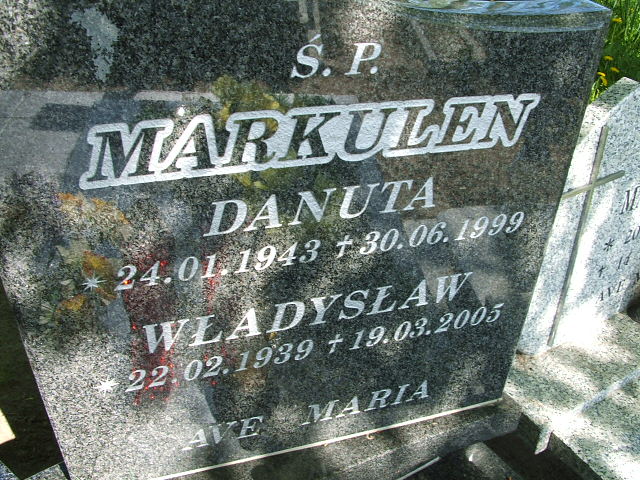 Ś. P.
MARKULEN
DANUTA
* 24.01.1943 † 30.06.1999
WŁADYSŁAW
* 22.02.1939 † 19.03.2005
AVE MARIA